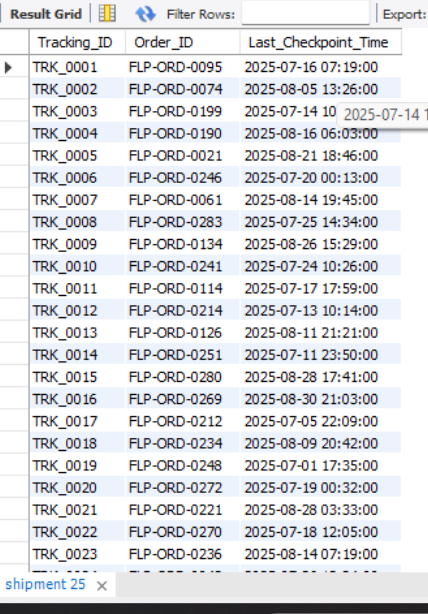 Result Grid Filter Rows: Export:
Tracking_ID Order_ID Last_Checkpoint_Time
TRK_0001 FLP-ORD-0095 2025-07-16 07:19:00
TRK_0002 FLP-ORD-0074 2025-08-05 13:26:00
TRK_0003 FLP-ORD-0199 2025-07-14 10 2025-07-14 1
TRK_0004 FLP-ORD-0190 2025-08-16 06:03:00
TRK_0005 FLP-ORD-0021 2025-08-21 18:46:00
TRK_0006 FLP-ORD-0246 2025-07-20 00:13:00
TRK_0007 FLP-ORD-0061 2025-08-14 19:45:00
TRK_0008 FLP-ORD-0283 2025-07-25 14:34:00
TRK_0009 FLP-ORD-0134 2025-08-26 15:29:00
TRK_0010 FLP-ORD-0241 2025-07-24 10:26:00
TRK_0011 FLP-ORD-0114 2025-07-17 17:59:00
TRK_0012 FLP-ORD-0214 2025-07-13 10:14:00
TRK_0013 FLP-ORD-0126 2025-08-11 21:21:00
TRK_0014 FLP-ORD-0251 2025-07-11 23:50:00
TRK_0015 FLP-ORD-0280 2025-08-28 17:41:00
TRK_0016 FLP-ORD-0269 2025-08-30 21:03:00
TRK_0017 FLP-ORD-0212 2025-07-05 22:09:00
TRK_0018 FLP-ORD-0234 2025-08-09 20:42:00
TRK_0019 FLP-ORD-0248 2025-07-01 17:35:00
TRK_0020 FLP-ORD-0272 2025-07-19 00:32:00
TRK_0021 FLP-ORD-0221 2025-08-28 03:33:00
TRK_0022 FLP-ORD-0270 2025-07-18 12:05:00
TRK_0023 FLP-ORD-0236 2025-08-14 07:19:00
shipment 25